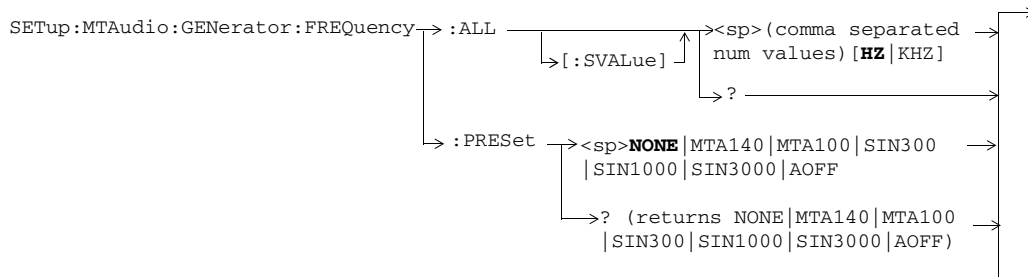 SETup:MTAudio:GENerator:FREQuency :ALL <sp>(comma separated
[:SVALue] num values)[HZ|KHZ]
?
:PRESet <sp>NONE|MTA140|MTA100|SIN300
|SIN1000|SIN3000|AOFF
? (returns NONE|MTA140|MTA100
|SIN300|SIN1000|SIN3000|AOFF)